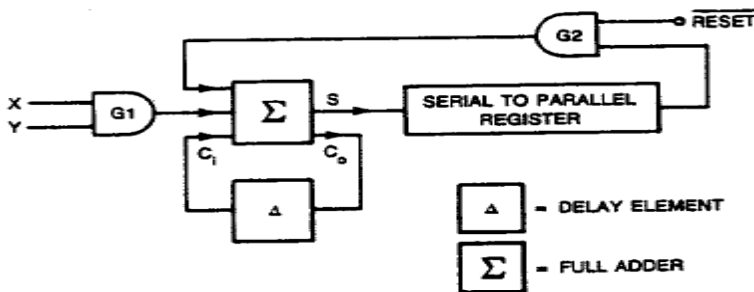 G2
RESET
X
Y
G1
Σ
S
SERIAL TO PARALLEL
REGISTER
Cᵢ
Cₒ
Δ
Δ = DELAY ELEMENT
Σ = FULL ADDER